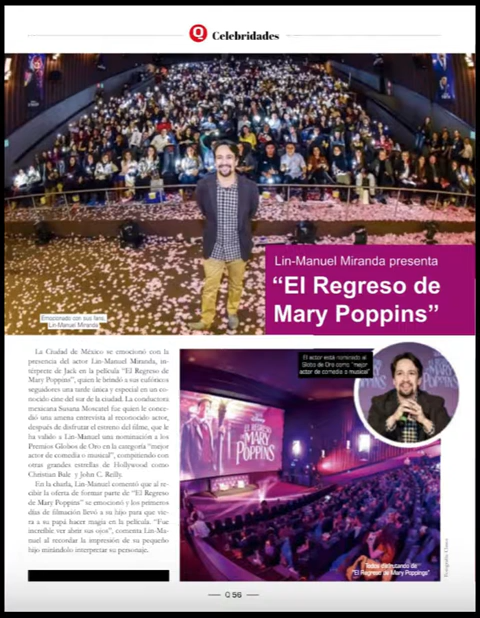 Q Celebridades
Lin-Manuel Miranda presenta
“El Regreso de
Mary Poppins”
Emocionado con sus fans,
Lin-Manuel Miranda
La Ciudad de México se emocionó con la
presencia del actor Lin-Manuel Miranda, in-
térprete de Jack en la película “El Regreso de
Mary Poppins”, quien le brindó a sus eufóricos
seguidores una tarde única y especial en un co-
nocido cine del sur de la ciudad. La conductora
mexicana Susana Moscatel fue quien le conce-
dió una amena entrevista al reconocido actor,
después de disfrutar el estreno del filme, que le
ha valido a Lin-Manuel una nominación a los
Premios Globos de Oro en la categoría “mejor
actor de comedia o musical”, compitiendo con
otras grandes estrellas de Hollywood como
Christian Bale y John C. Reilly.
En la charla, Lin-Manuel comentó que al re-
cibir la oferta de formar parte de “El Regreso
de Mary Poppins” se emocionó y los primeros
días de filmación llevó a su hijo para que vie-
ra a su papá hacer magia en la película. “Fue
increíble ver abrir sus ojos”, comenta Lin-Ma-
nuel al recordar la impresión de su pequeño
hijo mirándolo interpretar su personaje.
El actor está nominado al
Globo de Oro como “mejor
actor de comedia o musical”
POPPINS
EL REGRESO DE
MARY
POPPINS
Todos disfrutando de
“El Regreso de Mary Poppings”
Q 56